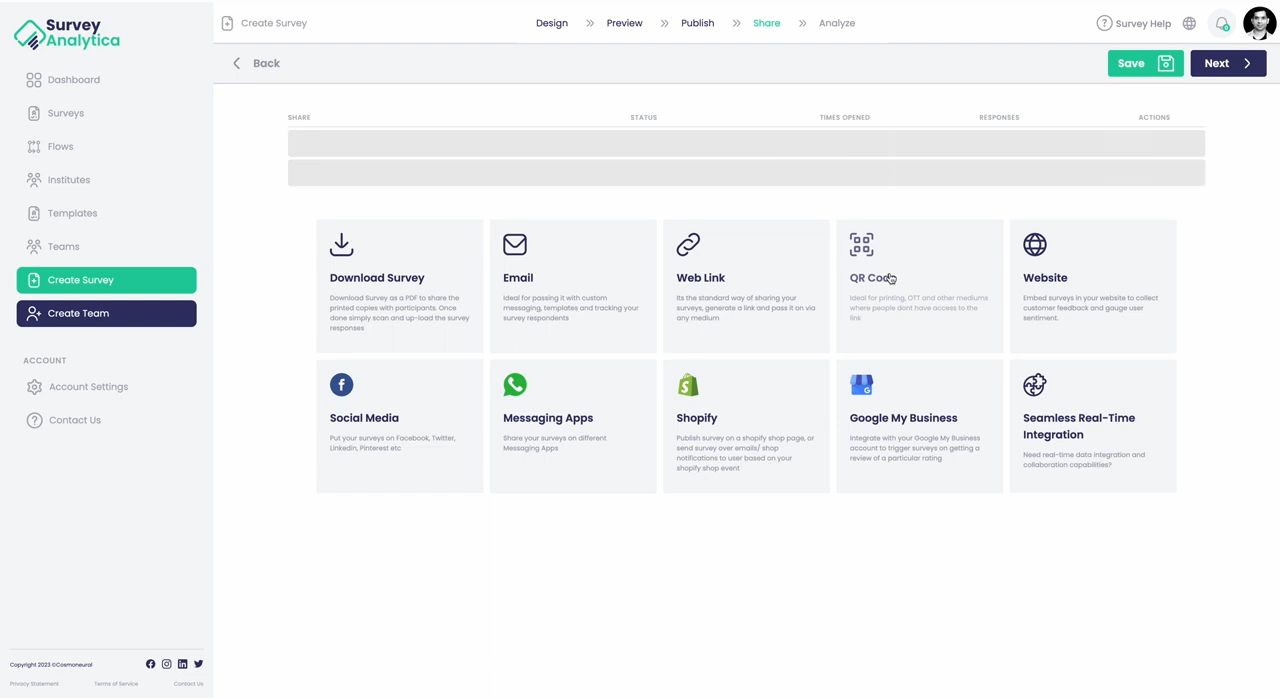 Survey
Analytica
Create Survey
Design
Preview
Publish
Share
Analyze
Survey Help
Back
Save
Next
Dashboard
Surveys
Flows
Institutes
Templates
Teams
Create Survey
Create Team
ACCOUNT
Account Settings
Contact Us
SHARE
STATUS
TIMES OPENED
RESPONSES
ACTIONS
Download Survey
Download Survey as a PDF to share the
printed copies with participants. Once
done simply scan and up-load the survey
responses
Email
Ideal for passing it with custom
messaging, templates and tracking your
survey respondents
Web Link
Its the standard way of sharing your
surveys, generate a link and pass it on via
any medium
QR Code
Ideal for printing, OTT and other mediums
where people dont have access to the
link
Website
Embed surveys in your website to collect
customer feedback and gauge user
sentiment.
Social Media
Put your surveys on Facebook, Twitter,
Linkedin, Pinterest etc
Messaging Apps
Share your surveys on different
Messaging Apps
Shopify
Publish survey on a shopify shop page, or
send survey over emails/ shop
notifications to user based on your
shopify shop event
Google My Business
Integrate with your Google My Business
account to trigger surveys on getting a
review of a particular rating
Seamless Real-Time
Integration
Need real-time data Integration and
collaboration capabilities?
Copyright 2023 ©Cosmoneural
Privacy Statement
Terms of Service
Contact Us